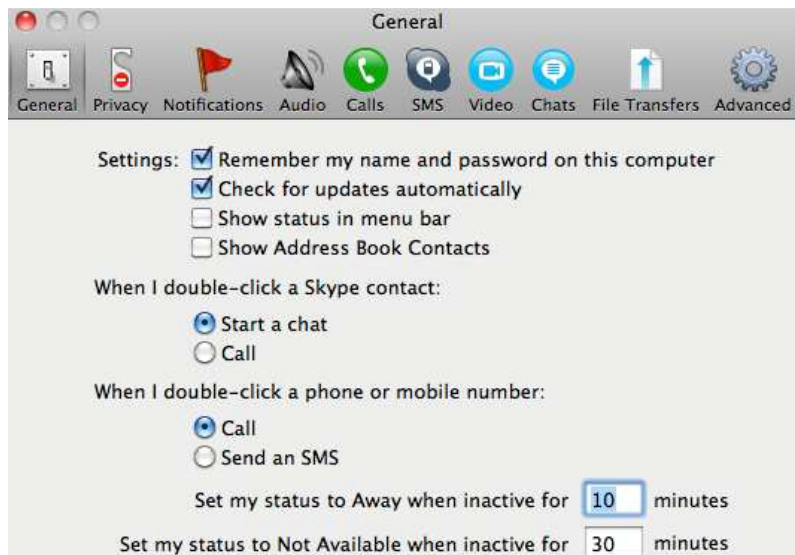 General
General Privacy Notifications Audio Calls SMS Video Chats File Transfers Advanced
Settings: Remember my name and password on this computer
Check for updates automatically
Show status in menu bar
Show Address Book Contacts
When I double-click a Skype contact:
Start a chat
Call
When I double-click a phone or mobile number:
Call
Send an SMS
Set my status to Away when inactive for 10 minutes
Set my status to Not Available when inactive for 30 minutes